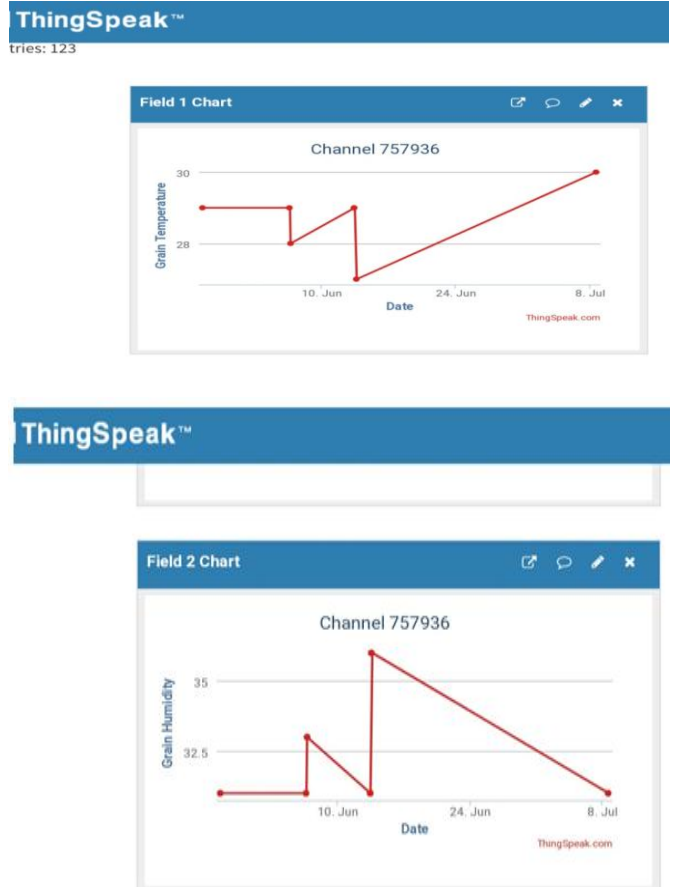 ThingSpeak™
tries: 123
Field 1 Chart
Channel 757936
Grain Temperature
30
28
10. Jun
24. Jun
8. Jul
Date
ThingSpeak.com
ThingSpeak™
Field 2 Chart
Channel 757936
Grain Humidity
35
32.5
10. Jun
24. Jun
8. Jul
Date
ThingSpeak.com